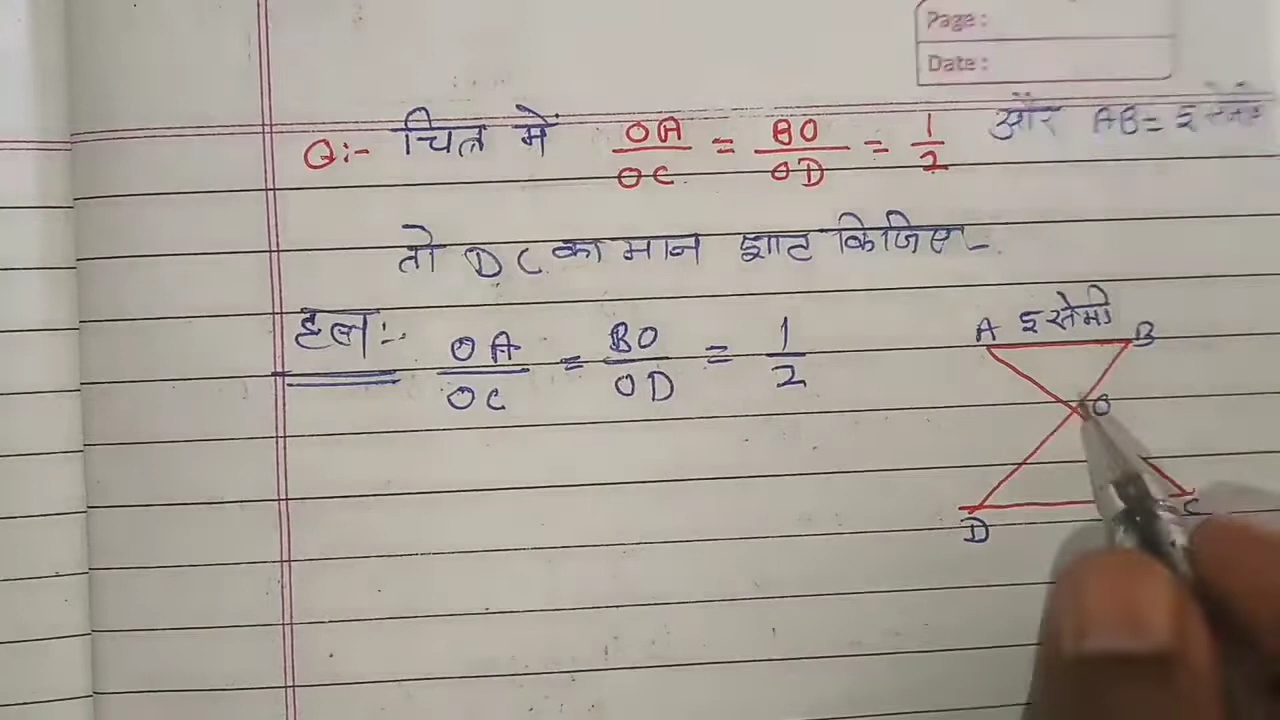 Page :
Date :
Q:- चित्र में OA/OC = BO/OD = 1/2 और AB = 5 सेमी
तो DC का मान ज्ञाट किजिए -
हल:- OA/OC = BO/OD = 1/2
A 5 सेमी B
O
D C